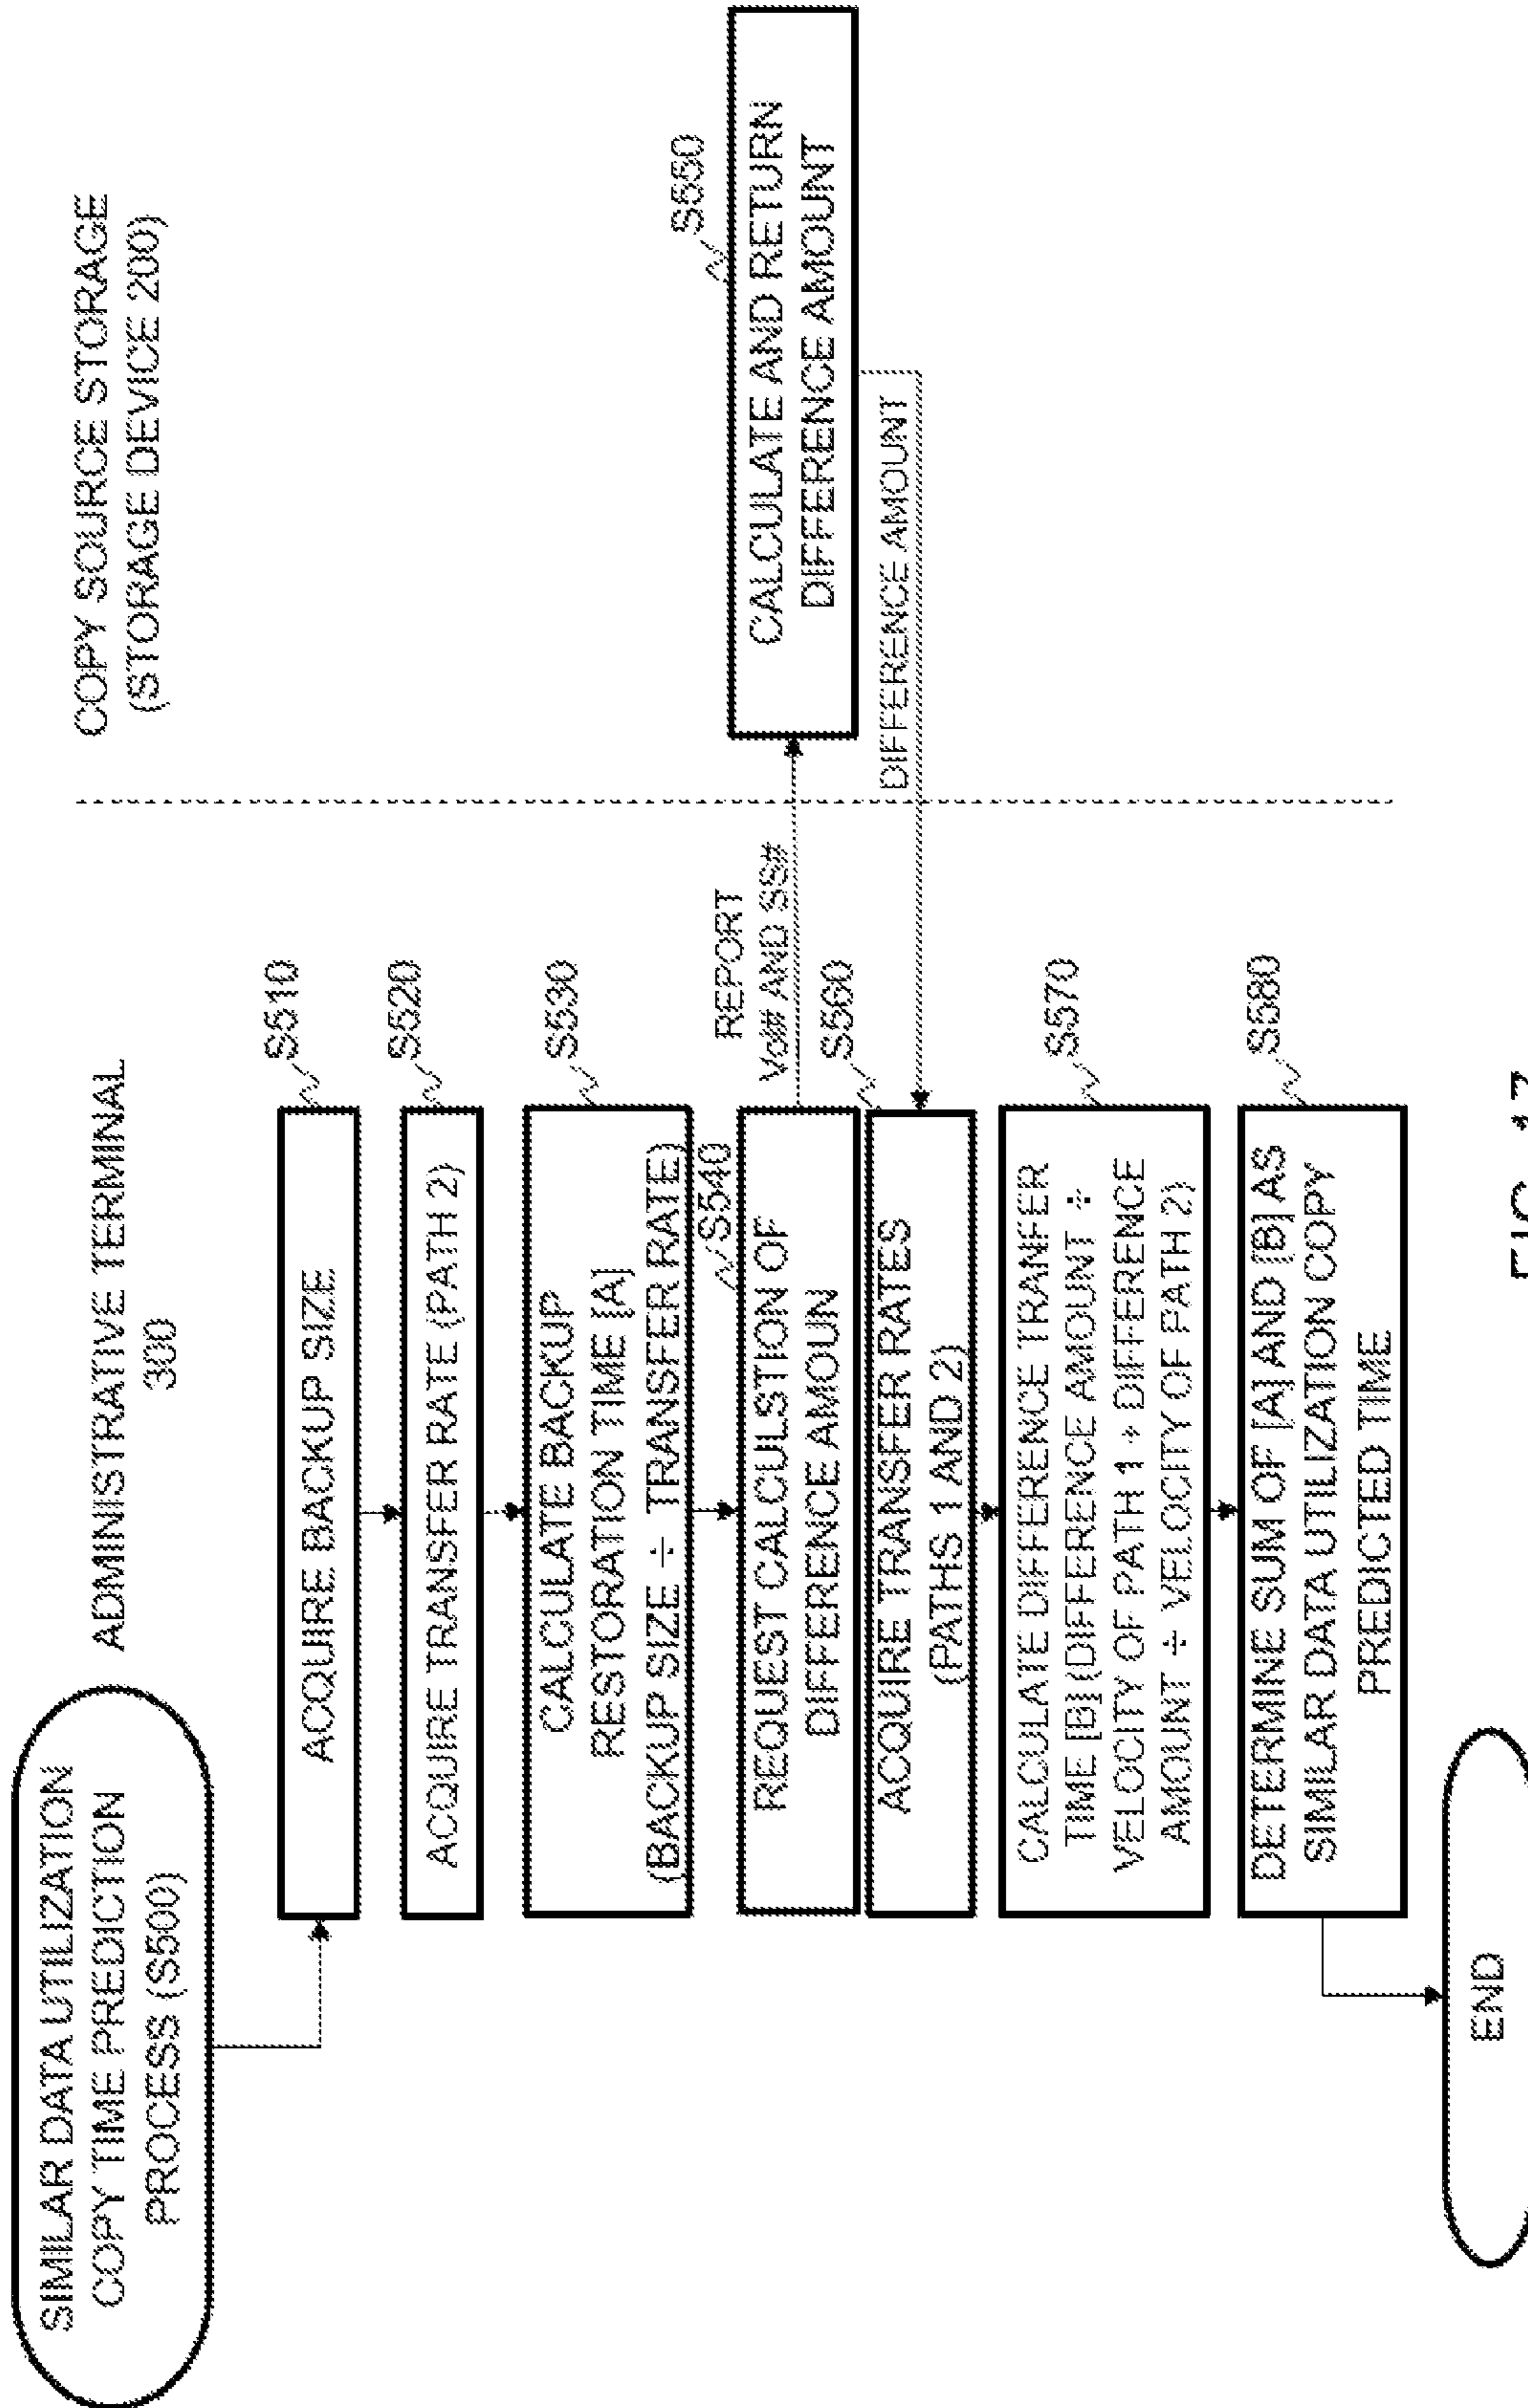 SIMILAR DATA UTILIZATION
COPY TIME PREDICTION
PROCESS (S500)
ADMINISTRATIVE TERMINAL
300
COPY SOURCE STORAGE
(STORAGE DEVICE 200)
S510
ACQUIRE BACKUP SIZE
S520
ACQUIRE TRANSFER RATE (PATH 2)
S530
CALCULATE BACKUP
RESTORATION TIME [A]
(BACKUP SIZE ÷ TRANSFER RATE)
S540
REQUEST CALCULSTION OF
DIFFERENCE AMOUN
REPORT
Vol# AND SS#
S550
CALCULATE AND RETURN
DIFFERENCE AMOUNT
DIFFERENCE AMOUNT
S560
ACQUIRE TRANSFER RATES
(PATHS 1 AND 2)
S570
CALCULATE DIFFERENCE TRANFER
TIME [B] (DIFFERENCE AMOUNT ÷
VELOCITY OF PATH 1 + DIFFERENCE
AMOUNT ÷ VELOCITY OF PATH 2)
S580
DETERMINE SUM OF [A] AND [B] AS
SIMILAR DATA UTILIZATION COPY
PREDICTED TIME
END